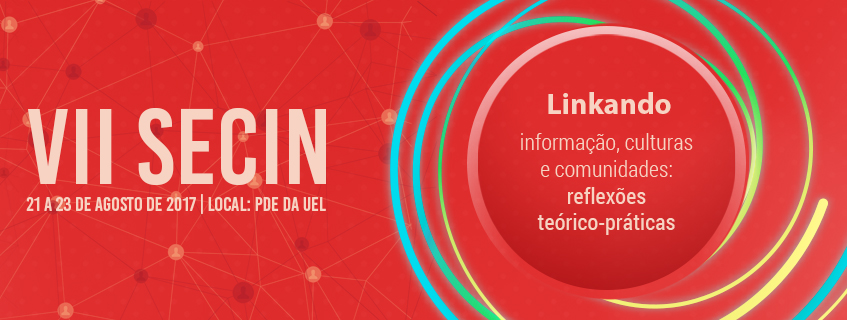 VII SECIN
21 A 23 DE AGOSTO DE 2017 | LOCAL: PDE DA UEL
Linkando
informação, culturas
e comunidades:
reflexões
teórico-práticas